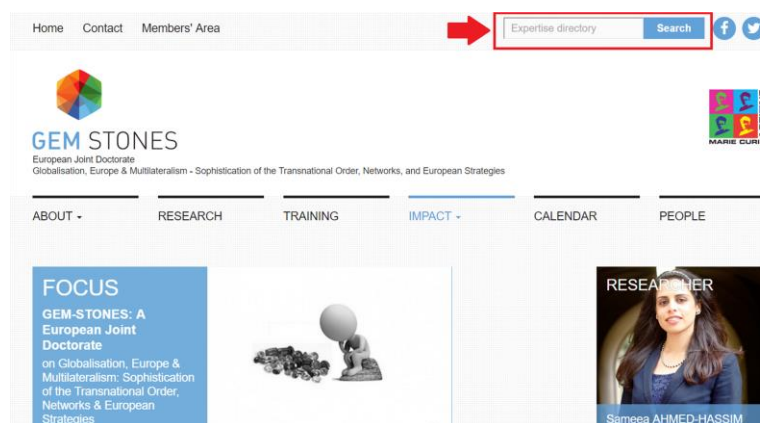 Home Contact Members' Area
Expertise directory Search
GEM STONES
European Joint Doctorate
Globalisation, Europe & Multilateralism - Sophistication of the Transnational Order, Networks, and European Strategies
MARIE CURI
ABOUT RESEARCH TRAINING IMPACT CALENDAR PEOPLE
FOCUS
GEM-STONES: A
European Joint
Doctorate
on Globalisation, Europe &
Multilateralism: Sophistication
of the Transnational Order,
Networks & European
Strategies
RESEARCHER
Sameea AHMED-HASSIM